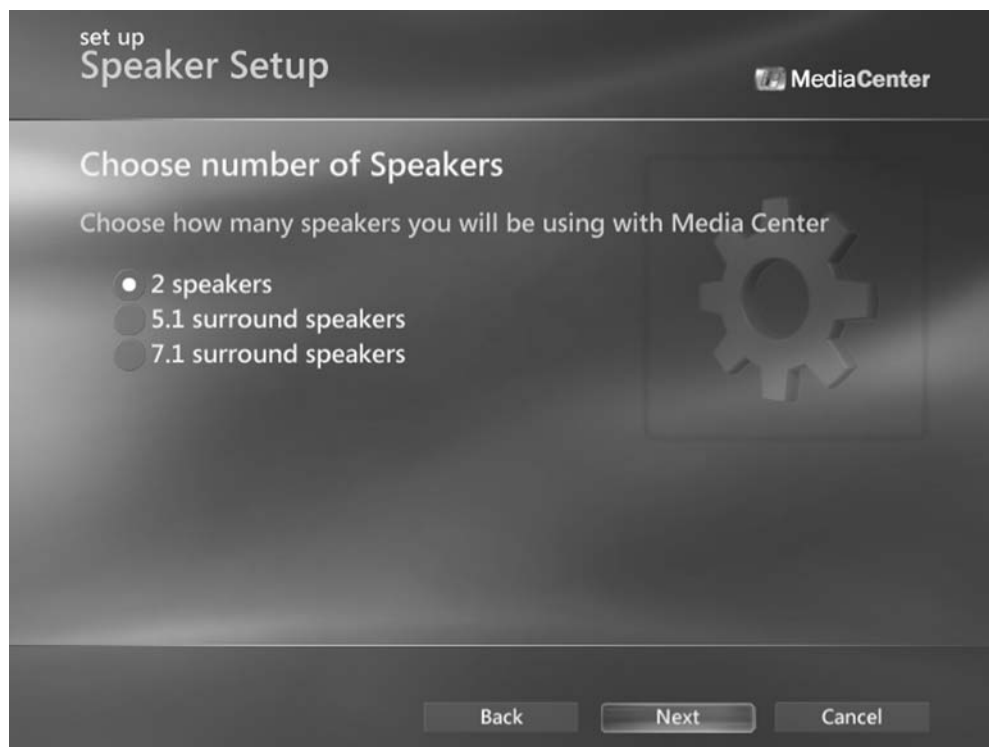 set up
Speaker Setup
MediaCenter
Choose number of Speakers
Choose how many speakers you will be using with Media Center
2 speakers
5.1 surround speakers
7.1 surround speakers
Back Next Cancel